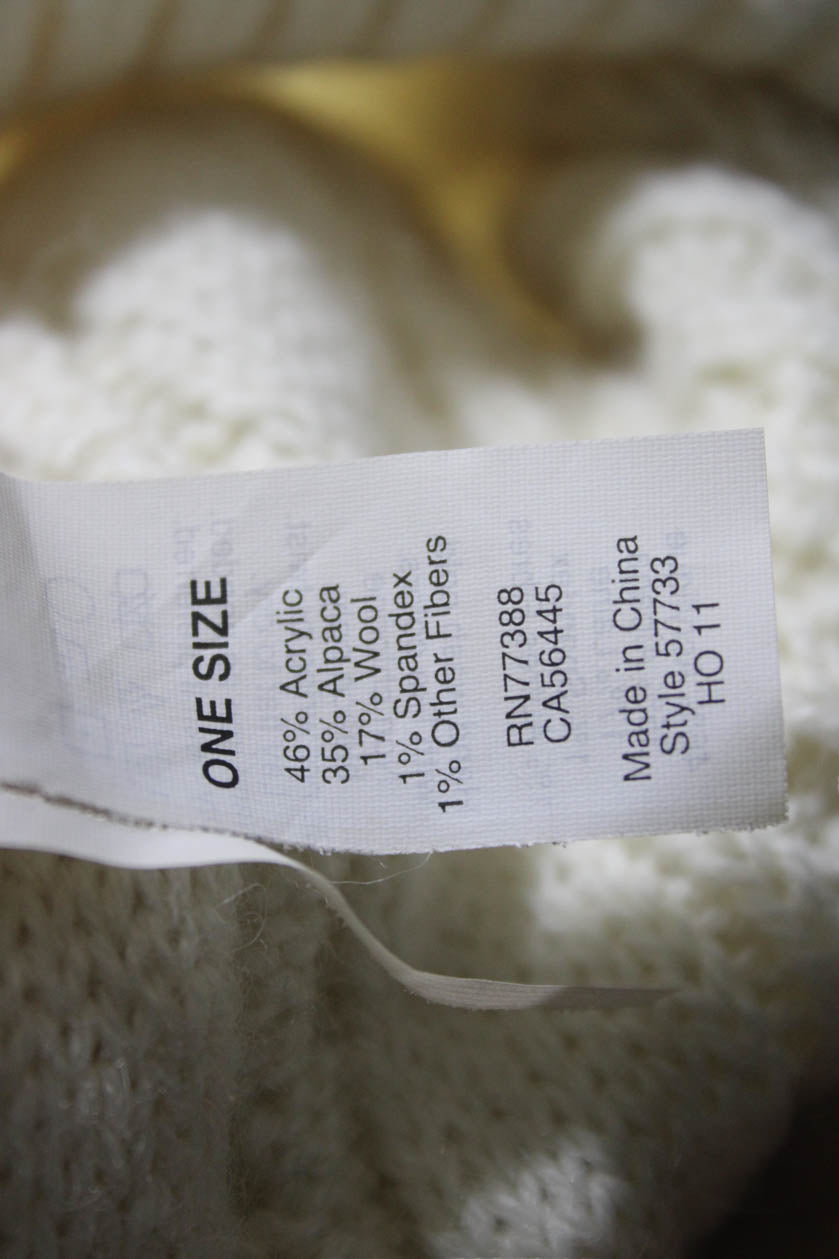 ONE SIZE
46% Acrylic
35% Alpaca
17% Wool
1% Spandex
1% Other Fibers
RN77388
CA56445
Made in China
Style 57733
HO 11